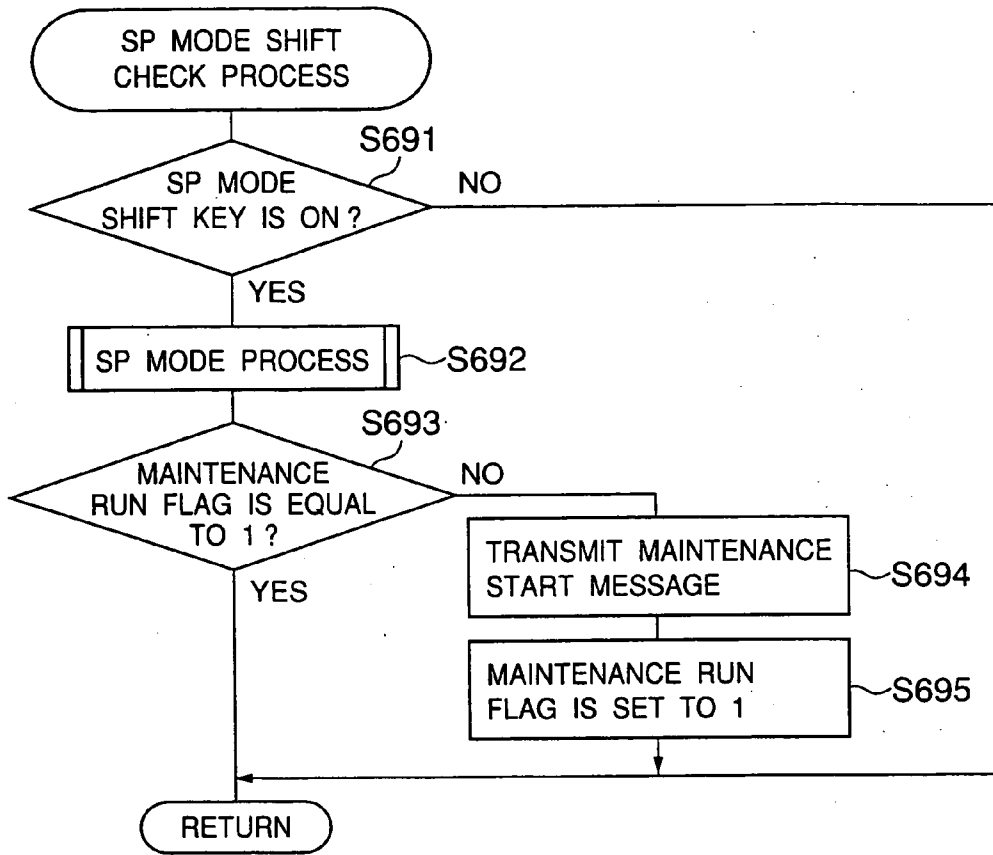 SP MODE SHIFT
CHECK PROCESS
S691
SP MODE
SHIFT KEY IS ON ?
NO
YES
SP MODE PROCESS
S692
S693
MAINTENANCE
RUN FLAG IS EQUAL
TO 1 ?
NO
YES
TRANSMIT MAINTENANCE
START MESSAGE
S694
MAINTENANCE RUN
FLAG IS SET TO 1
S695
RETURN